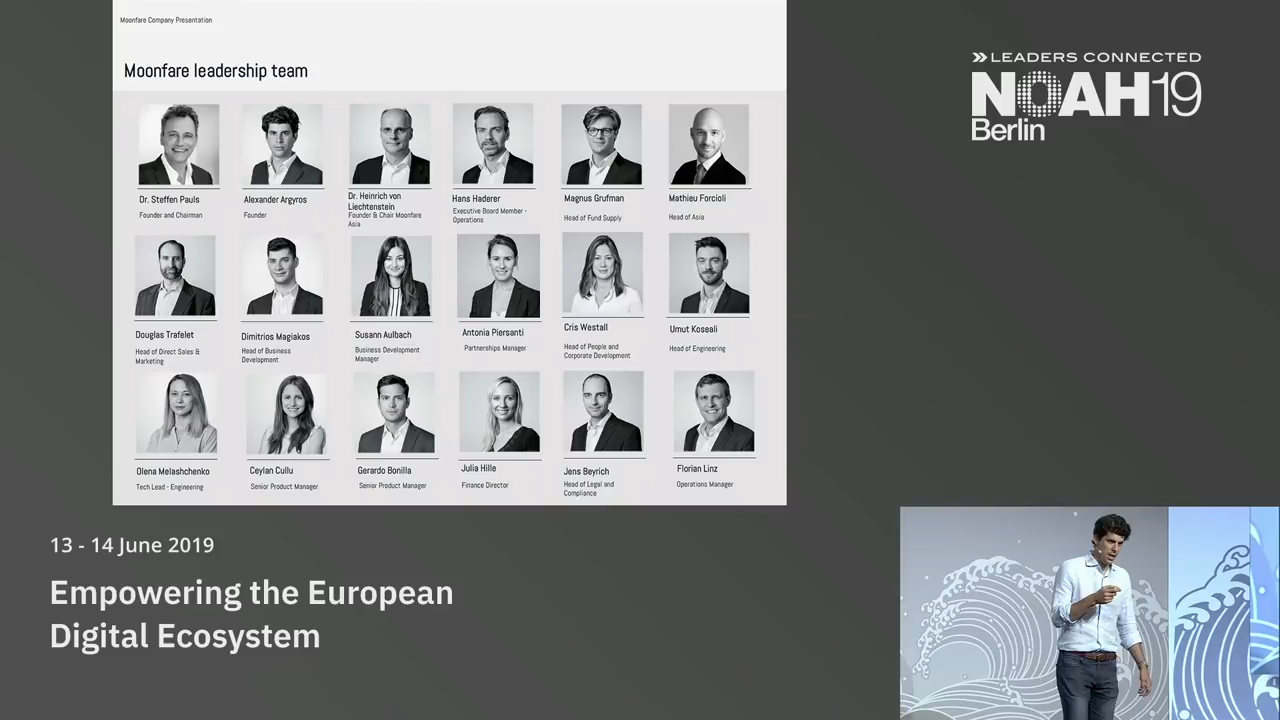 Moonfare Company Presentation
Moonfare leadership team
Dr. Steffen Pauls
Founder and Chairman
Alexander Argyros
Founder
Dr. Heinrich von
Liechtenstein
Founder & Chair Moonfare
Asia
Hans Haderer
Executive Board Member -
Operations
Magnus Grufman
Head of Fund Supply
Mathieu Forcioli
Head of Asia
Douglas Trafelet
Head of Direct Sales &
Marketing
Dimitrios Magiakos
Head of Business
Development
Susann Aulbach
Business Development
Manager
Antonia Piersanti
Partnerships Manager
Cris Westall
Head of People and
Corporate Development
Umut Koseali
Head of Engineering
Olena Melashchenko
Tech Lead - Engineering
Ceylan Cullu
Senior Product Manager
Gerardo Bonilla
Senior Product Manager
Julia Hille
Finance Director
Jens Beyrich
Head of Legal and
Compliance
Florian Linz
Operations Manager
LEADERS CONNECTED
NOAH19
Berlin
13 - 14 June 2019
Empowering the European
Digital Ecosystem